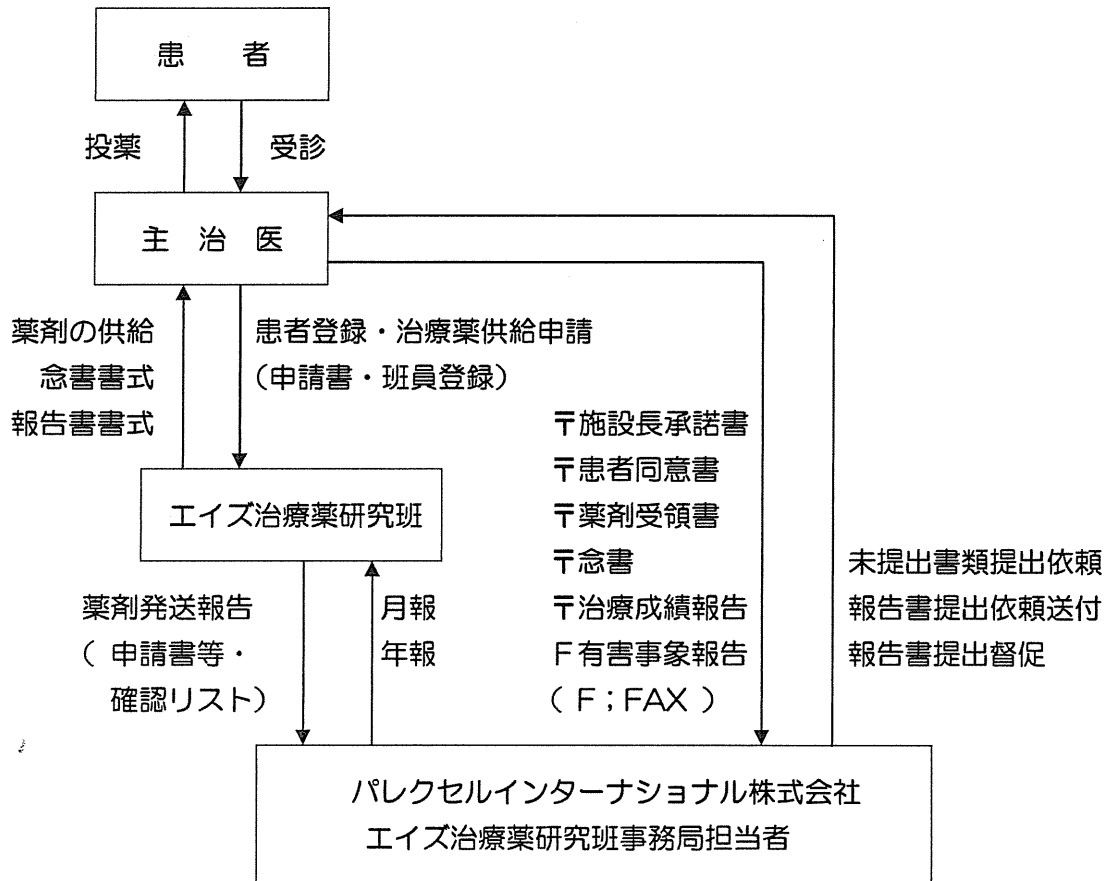 患 者
投薬
受診
主 治 医
薬剤の供給
念書書式
報告書書式
患者登録・治療薬供給申請
(申請書・班員登録)
エイズ治療薬研究班
〒施設長承諾書
〒患者同意書
〒薬剤受領書
〒念書
〒治療成績報告
F有害事象報告
( F;FAX )
未提出書類提出依頼
報告書提出依頼送付
報告書提出督促
薬剤発送報告
( 申請書等・
確認リスト)
月報
年報
パレクセルインターナショナル株式会社
エイズ治療薬研究班事務局担当者